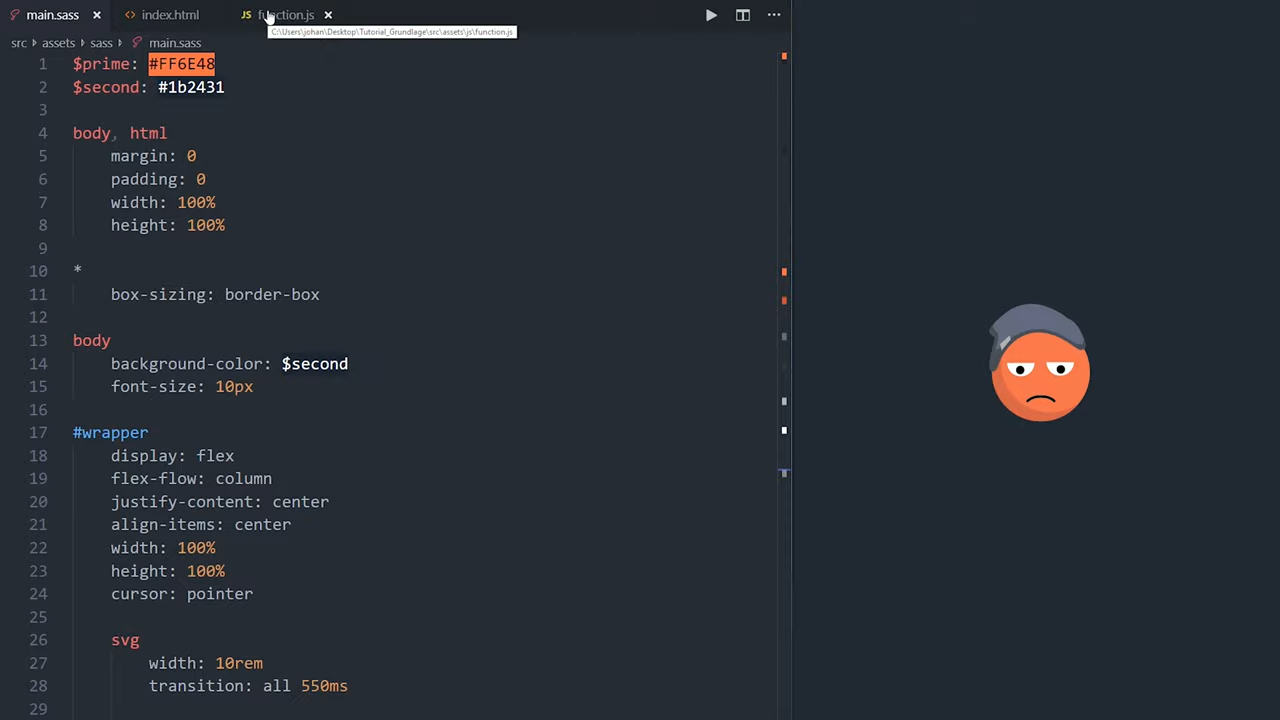 main.sass
index.html
JS function.js
C:\Users\johan\Desktop\Tutorial_Grundlage\src\assets\js\function.js
src > assets > sass > main.sass
1 $prime: #FF6E48
2 $second: #1b2431
3
4 body, html
5 margin: 0
6 padding: 0
7 width: 100%
8 height: 100%
9
10 *
11 box-sizing: border-box
12
13 body
14 background-color: $second
15 font-size: 10px
16
17 #wrapper
18 display: flex
19 flex-flow: column
20 justify-content: center
21 align-items: center
22 width: 100%
23 height: 100%
24 cursor: pointer
25
26 svg
27 width: 10rem
28 transition: all 550ms
29